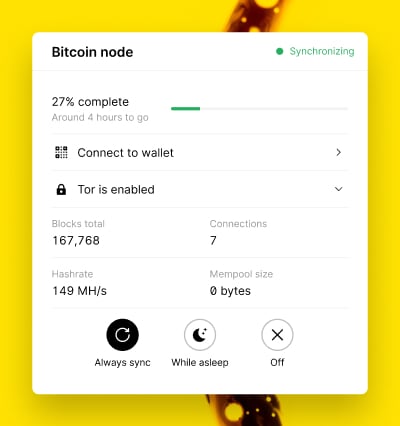 Bitcoin node
Synchronizing
27% complete
Around 4 hours to go
Connect to wallet
Tor is enabled
Blocks total
Connections
167,768
7
Hashrate
Mempool size
149 MH/s
0 bytes
Always sync
While asleep
Off